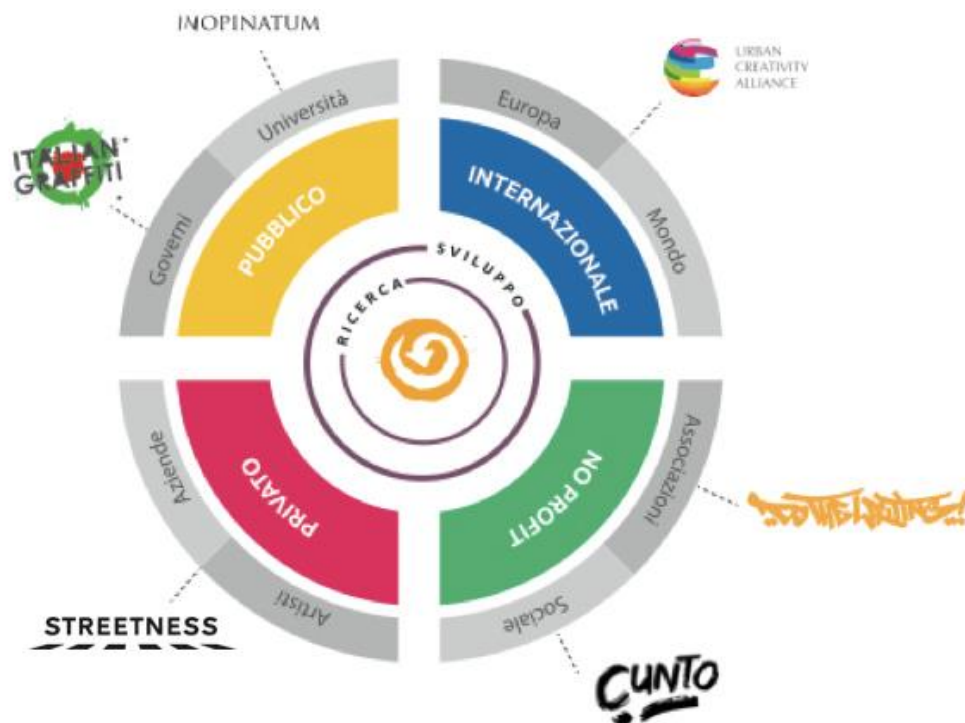 INOPINATUM
URBAN
CREATIVITY
ALLIANCE
Università
Europa
ITALIAN
GRAFFITI
Governi
PUBBLICO
INTERNAZIONALE
Mondo
SVILUPPO
RICERCA
Aziende
PRIVATO
NO PROFIT
Associazioni
Artisti
Sociale
STREETNESS
CUNTO